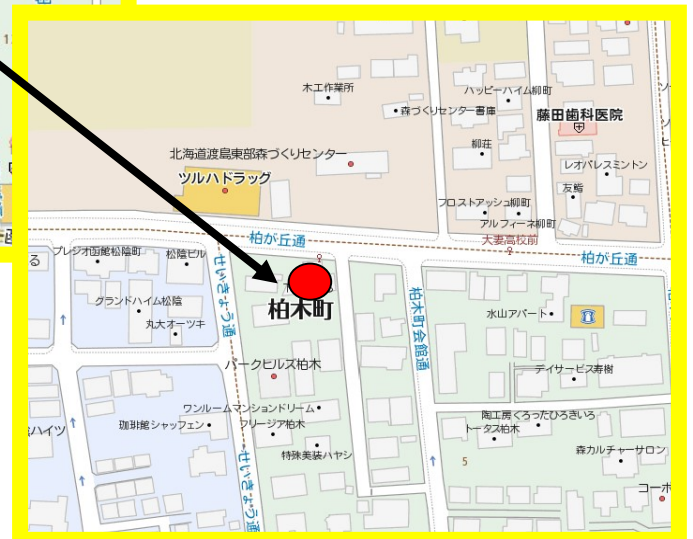 木工作業所
ハッピーハイム柳町
森づくりセンター書庫
藤田歯科医院
柳荘
北海道渡島東部森づくりセンター
レオパレスミントン
ツルハドラッグ
友鮨
フロストアッシュ柳町
アルフィーネ柳町
柏が丘通
大妻高校前
柏が丘通
プレジオ函館松陰町
松陰ビル
る
せいきょう通
グランドハイム松陰
柏木町
柏木町会館通
水山アパート
丸大オーツキ
パークヒルズ柏木
デイサービス寿樹
ワンルームマンションドリーム
陶工房くろったひろきいろ
ハイツ
珈琲館シャッフェン
フリージア柏木
トータス柏木
特殊美装ハヤシ
森カルチャーサロン
せいきょう通
5
コーポ